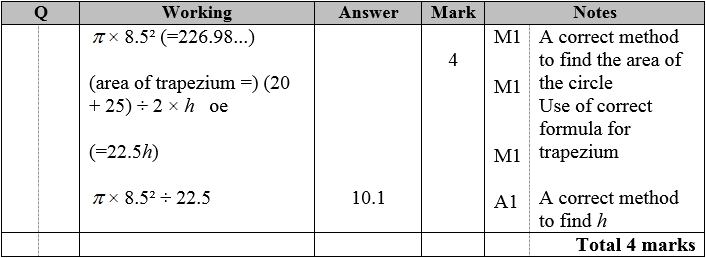 Q Working Answer Mark Notes
π × 8.5² (=226.98...)
(area of trapezium =) (20
+ 25) ÷ 2 × h oe
(=22.5h)
π × 8.5² ÷ 22.5
10.1
4
M1
M1
M1
A1
A correct method
to find the area of
the circle
Use of correct
formula for
trapezium
A correct method
to find h
Total 4 marks